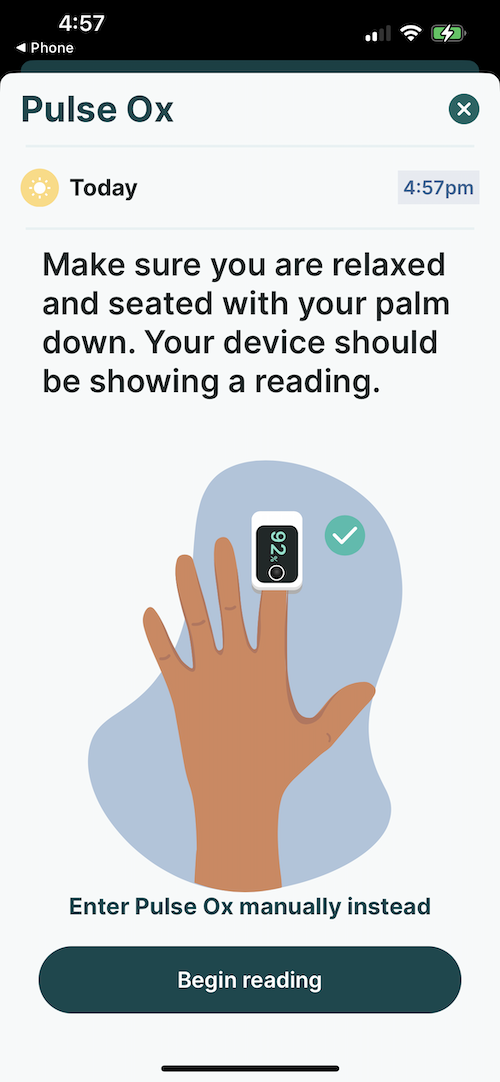 4:57
◀ Phone
Pulse Ox
Today
4:57pm
Make sure you are relaxed
and seated with your palm
down. Your device should
be showing a reading.
92%
Enter Pulse Ox manually instead
Begin reading